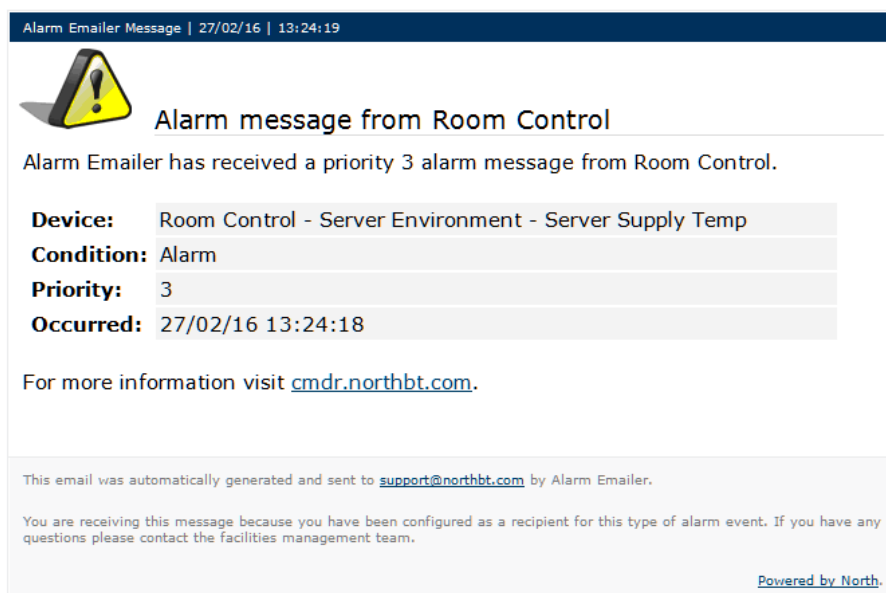 Alarm Emailer Message | 27/02/16 | 13:24:19
Alarm message from Room Control
Alarm Emailer has received a priority 3 alarm message from Room Control.
Device: Room Control - Server Environment - Server Supply Temp
Condition: Alarm
Priority: 3
Occurred: 27/02/16 13:24:18
For more information visit cmdr.northbt.com.
This email was automatically generated and sent to support@northbt.com by Alarm Emailer.
You are receiving this message because you have been configured as a recipient for this type of alarm event. If you have any
questions please contact the facilities management team.
Powered by North.